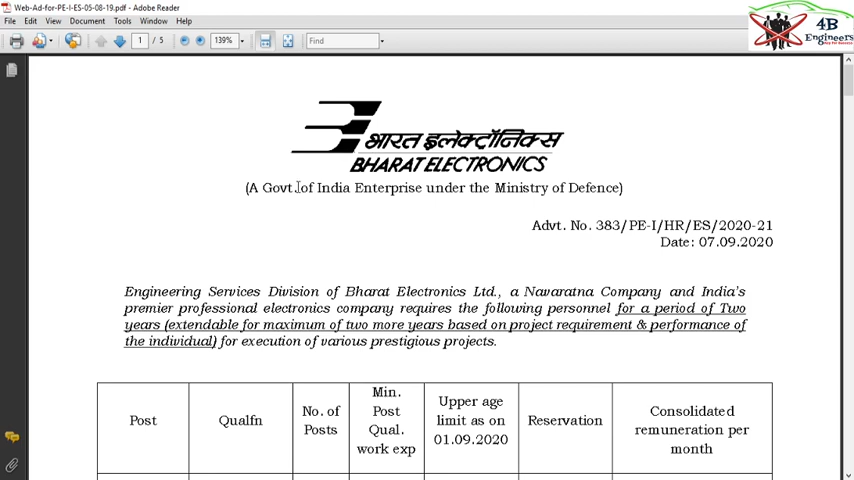 Web-Ad-for-PE-I-ES-05-08-19.pdf - Adobe Reader
File Edit View Document Tools Window Help
1 / 5 139% Find
4B
Engineers
भारत इलेक्ट्रॉनिक्स
BHARAT ELECTRONICS
(A Govt. of India Enterprise under the Ministry of Defence)
Advt. No. 383/PE-I/HR/ES/2020-21
Date: 07.09.2020
Engineering Services Division of Bharat Electronics Ltd., a Navaratna Company and India's
premier professional electronics company requires the following personnel for a period of Two
years (extendable for maximum of two more years based on project requirement & performance of
the individual) for execution of various prestigious projects.
Post
Qualfn
No. of
Posts
Min.
Post
Qual.
work exp
Upper age
limit as on
01.09.2020
Reservation
Consolidated
remuneration per
month